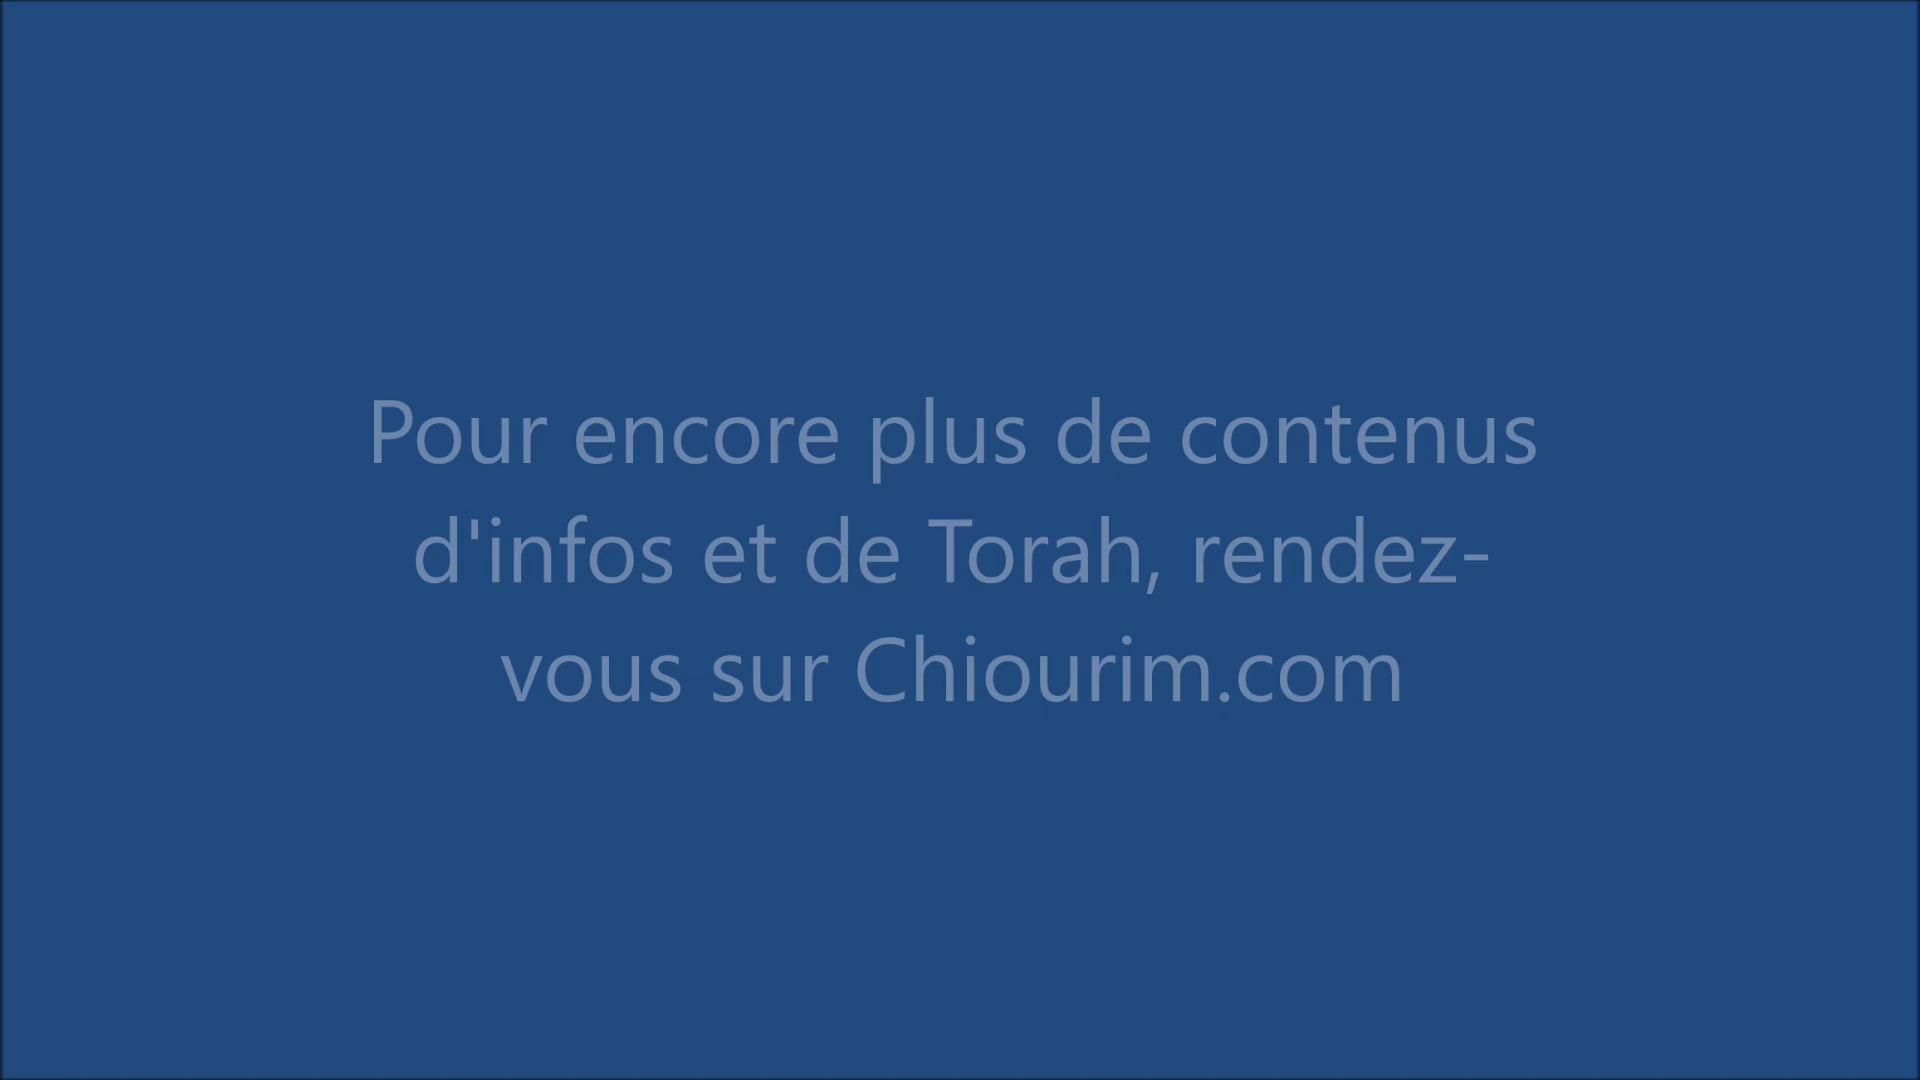 Pour encore plus de contenus
d'infos et de Torah, rendez-
vous sur Chiourim.com